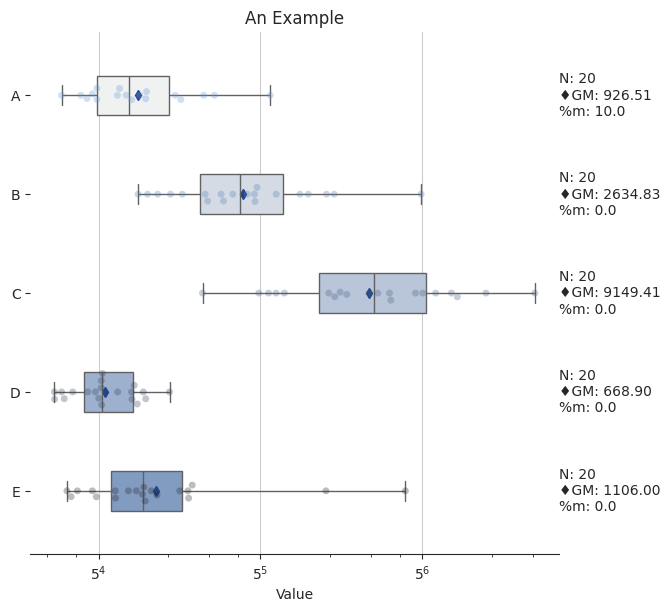 An Example
A
N: 20
♦GM: 926.51
%m: 10.0
B
N: 20
♦GM: 2634.83
%m: 0.0
C
N: 20
♦GM: 9149.41
%m: 0.0
D
N: 20
♦GM: 668.90
%m: 0.0
E
N: 20
♦GM: 1106.00
%m: 0.0
5⁴ 5⁵ 5⁶
Value